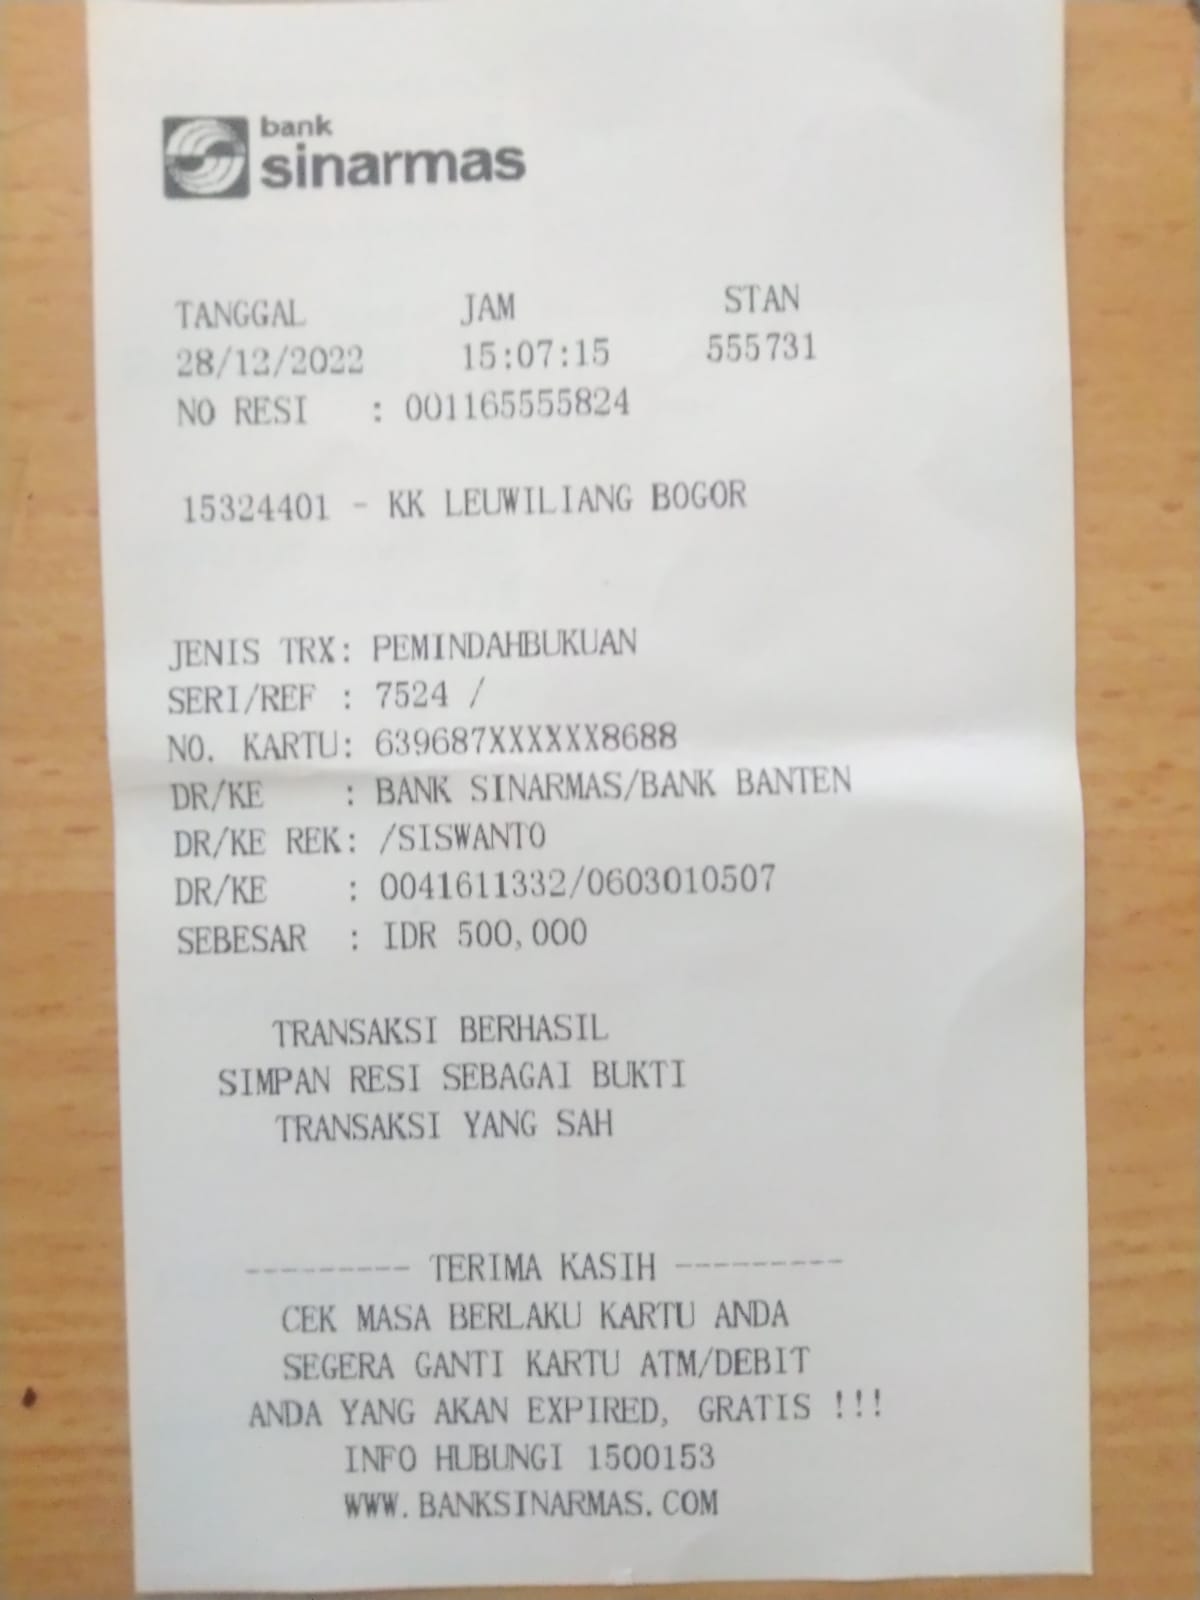 bank
sinarmas
TANGGAL JAM STAN
28/12/2022 15:07:15 555731
NO RESI : 001165555824
15324401 - KK LEUWILIANG BOGOR
JENIS TRX: PEMINDAHBUKUAN
SERI/REF : 7524 /
NO. KARTU: 639687XXXXXX8688
DR/KE : BANK SINARMAS/BANK BANTEN
DR/KE REK: /SISWANTO
DR/KE : 0041611332/0603010507
SEBESAR : IDR 500,000
TRANSAKSI BERHASIL
SIMPAN RESI SEBAGAI BUKTI
TRANSAKSI YANG SAH
--------- TERIMA KASIH ---------
CEK MASA BERLAKU KARTU ANDA
SEGERA GANTI KARTU ATM/DEBIT
ANDA YANG AKAN EXPIRED, GRATIS !!!
INFO HUBUNGI 1500153
WWW.BANKSINARMAS.COM